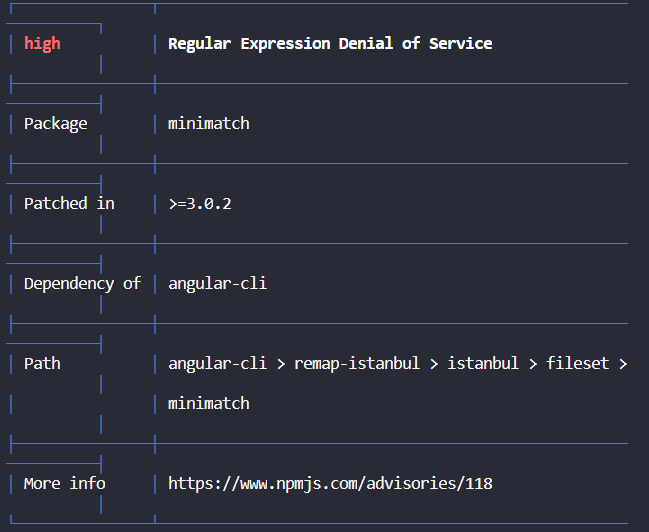 high Regular Expression Denial of Service
Package minimatch
Patched in >=3.0.2
Dependency of angular-cli
Path angular-cli > remap-istanbul > istanbul > fileset >
minimatch
More info https://www.npmjs.com/advisories/118